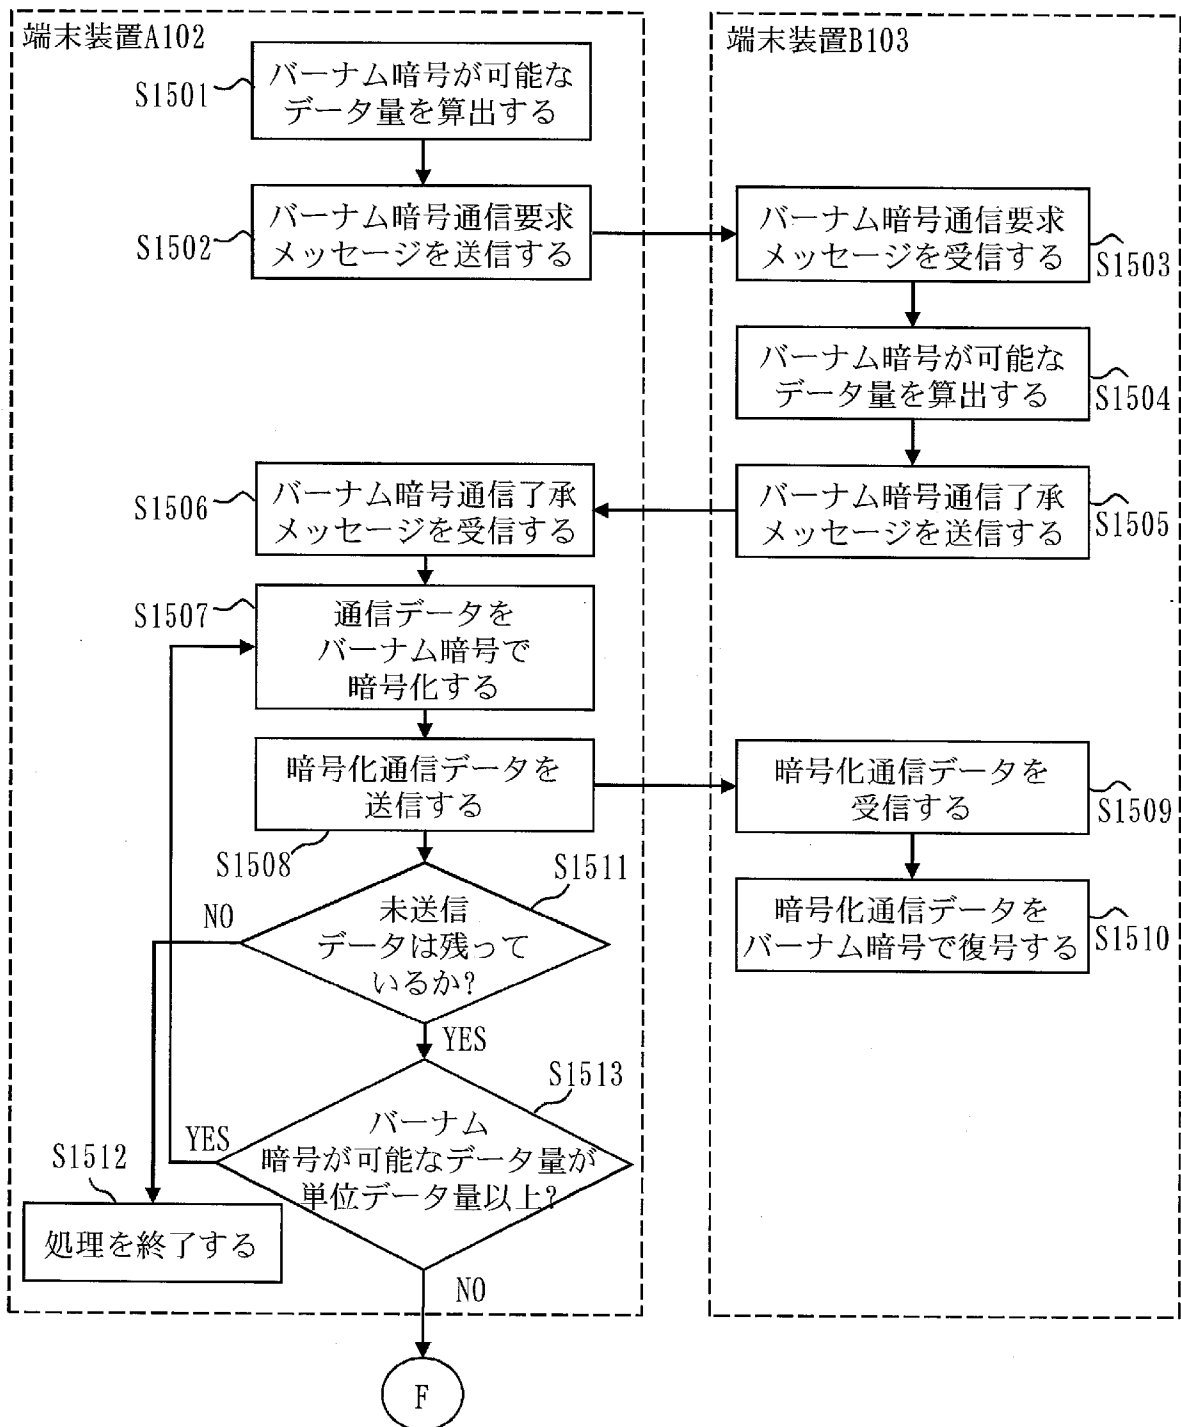 端末装置A102
S1501
バーナム暗号が可能な
データ量を算出する
S1502
バーナム暗号通信要求
メッセージを送信する
端末装置B103
バーナム暗号通信要求
メッセージを受信する
S1503
バーナム暗号が可能な
データ量を算出する
S1504
バーナム暗号通信了承
メッセージを送信する
S1505
S1506
バーナム暗号通信了承
メッセージを受信する
S1507
通信データを
バーナム暗号で
暗号化する
暗号化通信データを
送信する
S1508
暗号化通信データを
受信する
S1509
暗号化通信データを
バーナム暗号で復号する
S1510
S1511
未送信
データは残って
いるか?
NO
YES
S1513
バーナム
暗号が可能なデータ量が
単位データ量以上?
YES
NO
S1512
処理を終了する
F